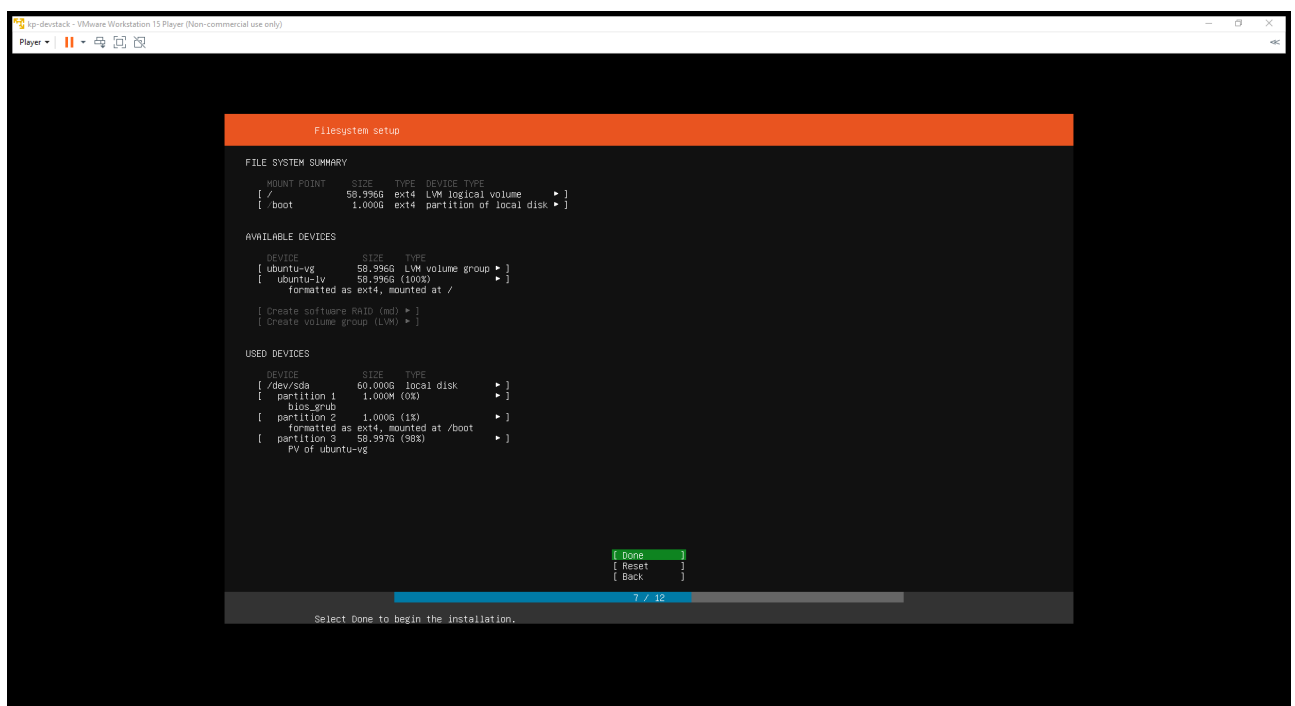 kp-devstack - VMware Workstation 15 Player (Non-commercial use only)
Player
Filesystem setup
FILE SYSTEM SUMMARY
MOUNT POINT SIZE TYPE DEVICE TYPE
[ / 58.996G ext4 LVM logical volume ▸ ]
[ /boot 1.000G ext4 partition of local disk ▸ ]
AVAILABLE DEVICES
DEVICE SIZE TYPE
[ ubuntu-vg 58.996G LVM volume group ▸ ]
[ ubuntu-lv 58.996G (100%) ▸ ]
formatted as ext4, mounted at /
[ Create software RAID (md) ▸ ]
[ Create volume group (LVM) ▸ ]
USED DEVICES
DEVICE SIZE TYPE
[ /dev/sda 60.000G local disk ▸ ]
[ partition 1 1.000M (0%) ▸ ]
bios_grub
[ partition 2 1.000G (1%) ▸ ]
formatted as ext4, mounted at /boot
[ partition 3 58.997G (98%) ▸ ]
PV of ubuntu-vg
[ Done ]
[ Reset ]
[ Back ]
7 / 12
Select Done to begin the installation.